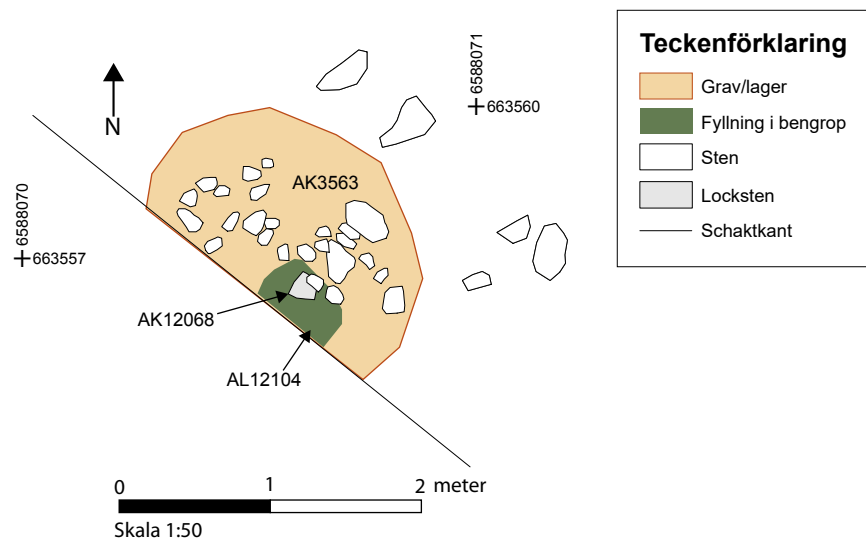 6588071
663560
N
AK3563
6588070
663557
AK12068
AL12104
0 1 2 meter
Skala 1:50
Teckenförklaring
Grav/lager
Fyllning i bengrop
Sten
Locksten
Schaktkant